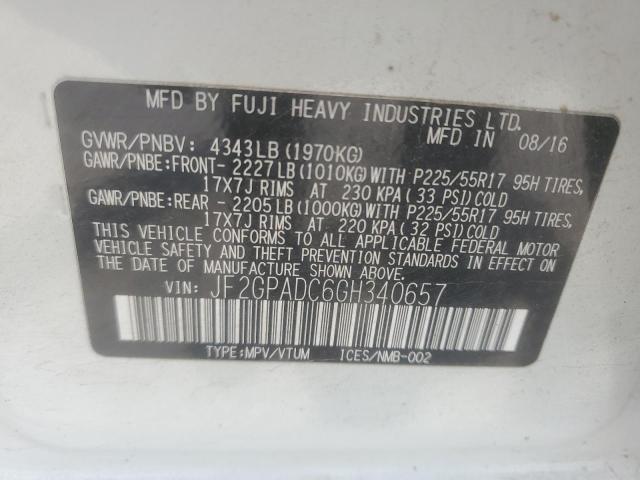 MFD BY FUJI HEAVY INDUSTRIES LTD.
MFD IN 08/16
GVWR/PNBV: 4343LB (1970KG)
GAWR/PNBE:FRONT- 2227LB(1010KG)WITH P225/55R17 95H TIRES,
17X7J RIMS AT 230 KPA(33 PSI)COLD
GAWR/PNBE:REAR - 2205LB(1000KG)WITH P225/55R17 95H TIRES,
17X7J RIMS AT 220 KPA(32 PSI)COLD
THIS VEHICLE CONFORMS TO ALL APPLICABLE FEDERAL MOTOR
VEHICLE SAFETY AND THEFT PREVENTION STANDARDS IN EFFECT ON
THE DATE OF MANUFACTURE SHOWN ABOVE.
VIN: JF2GPADC6GH340657
TYPE:MPV/VTUM ICES/NMB-002